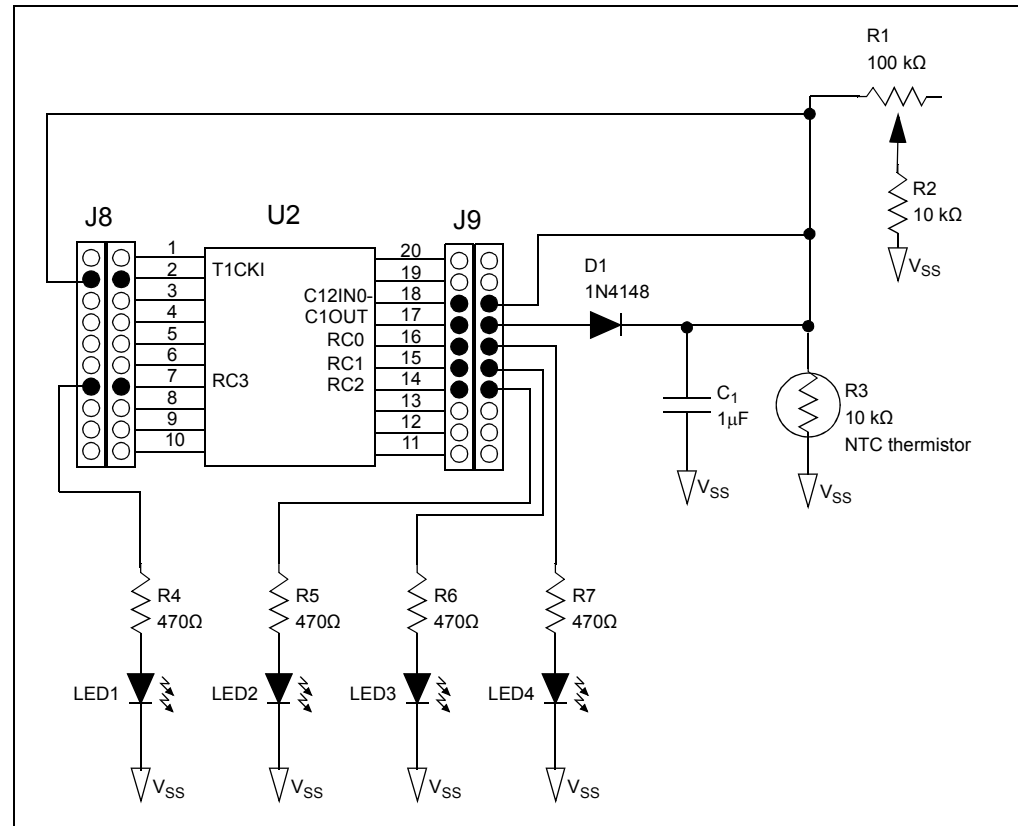 R1
100 kΩ
R2
10 kΩ
VSS
J8
U2
J9
1
2
3
4
5
6
7
8
9
10
T1CKI
RC3
C12IN0-
C1OUT
RC0
RC1
RC2
20
19
18
17
16
15
14
13
12
11
D1
1N4148
C1
1μF
VSS
R3
10 kΩ
NTC thermistor
VSS
R4
470Ω
R5
470Ω
R6
470Ω
R7
470Ω
LED1
LED2
LED3
LED4
VSS
VSS
VSS
VSS